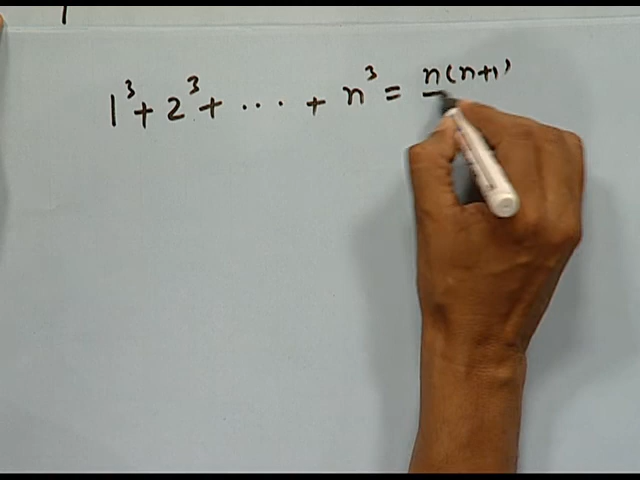 1³ + 2³ + ... + n³ = n(n+1)